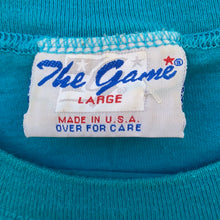 The Game®
LARGE
MADE IN U.S.A.
OVER FOR CARE